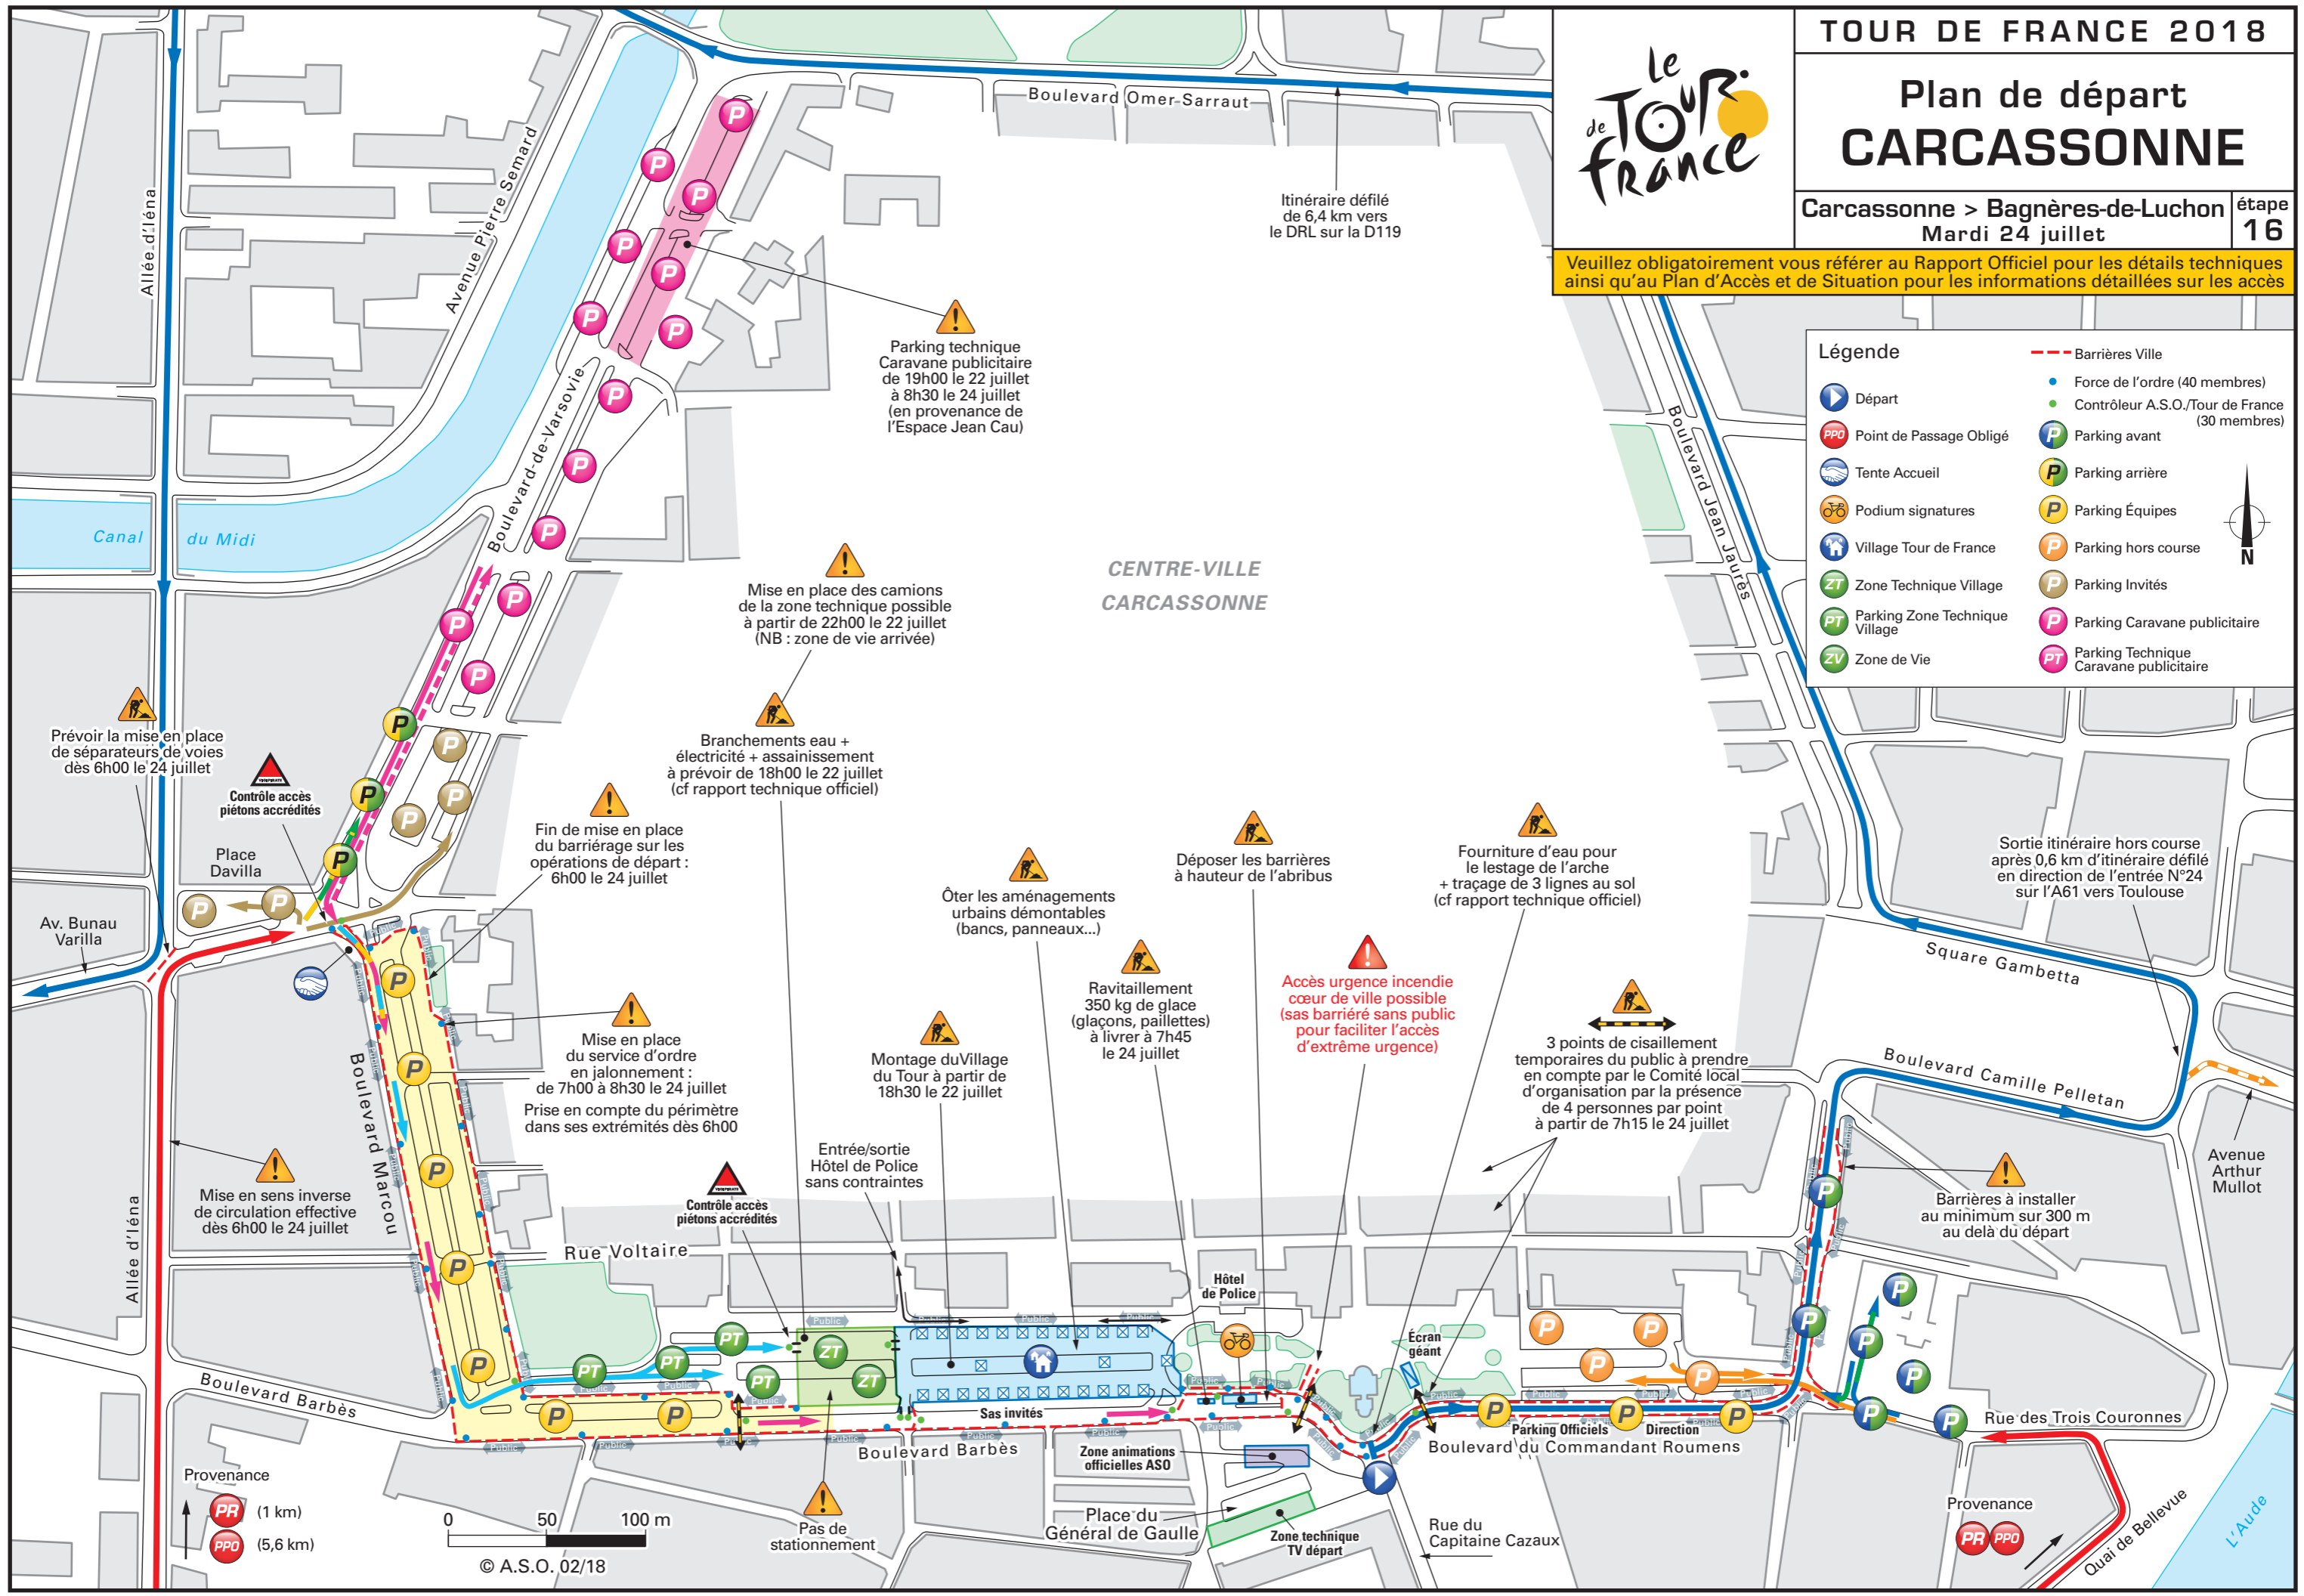 Le
TOUR
de
France
TOUR DE FRANCE 2018
Plan de départ
CARCASSONNE
Carcassonne > Bagnères-de-Luchon
Mardi 24 juillet
étape
16
Veuillez obligatoirement vous référer au Rapport Officiel pour les détails techniques
ainsi qu'au Plan d'Accès et de Situation pour les informations détaillées sur les accès
Légende
Départ
PPO Point de Passage Obligé
Tente Accueil
Podium signatures
Village Tour de France
ZT Zone Technique Village
PT Parking Zone Technique
Village
ZV Zone de Vie
Barrières Ville
Force de l'ordre (40 membres)
Contrôleur A.S.O./Tour de France
(30 membres)
P Parking avant
P Parking arrière
P Parking Équipes
P Parking hors course
P Parking Invités
P Parking Caravane publicitaire
PT Parking Technique
Caravane publicitaire
N
Boulevard Omer-Sarraut
Itinéraire défilé
de 6,4 km vers
le DRL sur la D119
Allée d'Iéna
Avenue Pierre Semard
Boulevard-de-Varsovie
Canal du Midi
Parking technique
Caravane publicitaire
de 19h00 le 22 juillet
à 8h30 le 24 juillet
(en provenance de
l'Espace Jean Cau)
CENTRE-VILLE
CARCASSONNE
Boulevard Jean Jaurès
Mise en place des camions
de la zone technique possible
à partir de 22h00 le 22 juillet
(NB : zone de vie arrivée)
Branchements eau +
électricité + assainissement
à prévoir de 18h00 le 22 juillet
(cf rapport technique officiel)
Prévoir la mise en place
de séparateurs de voies
dès 6h00 le 24 juillet
Contrôle accès
piétons accrédités
Place
Davilla
Av. Bunau
Varilla
Fin de mise en place
du barriérage sur les
opérations de départ :
6h00 le 24 juillet
Mise en place
du service d'ordre
en jalonnement :
de 7h00 à 8h30 le 24 juillet
Prise en compte du périmètre
dans ses extrémités dès 6h00
Ôter les aménagements
urbains démontables
(bancs, panneaux...)
Déposer les barrières
à hauteur de l'abribus
Fourniture d'eau pour
le lestage de l'arche
+ traçage de 3 lignes au sol
(cf rapport technique officiel)
Sortie itinéraire hors course
après 0,6 km d'itinéraire défilé
en direction de l'entrée N°24
sur l'A61 vers Toulouse
Square Gambetta
Boulevard Camille Pelletan
Avenue
Arthur
Mullot
Montage duVillage
du Tour à partir de
18h30 le 22 juillet
Ravitaillement
350 kg de glace
(glaçons, paillettes)
à livrer à 7h45
le 24 juillet
Accès urgence incendie
cœur de ville possible
(sas barriéré sans public
pour faciliter l'accès
d'extrême urgence)
3 points de cisaillement
temporaires du public à prendre
en compte par le Comité local
d'organisation par la présence
de 4 personnes par point
à partir de 7h15 le 24 juillet
Entrée/sortie
Hôtel de Police
sans contraintes
Contrôle accès
piétons accrédités
Mise en sens inverse
de circulation effective
dès 6h00 le 24 juillet
Barrières à installer
au minimum sur 300 m
au delà du départ
Allée d'Iéna
Boulevard Marcou
Rue Voltaire
Boulevard Barbès
Hôtel
de Police
Écran
géant
Sas invités
Boulevard Barbès
Zone animations
officielles ASO
Parking Officiels Direction
Boulevard du Commandant Roumens
Rue des Trois Couronnes
Place du
Général de Gaulle
Zone technique
TV départ
Rue du
Capitaine Cazaux
Pas de
stationnement
Provenance
PR (1 km)
PPO (5,6 km)
0 50 100 m
© A.S.O. 02/18
Provenance
PR PPO
Quai de Bellevue
L'Aude